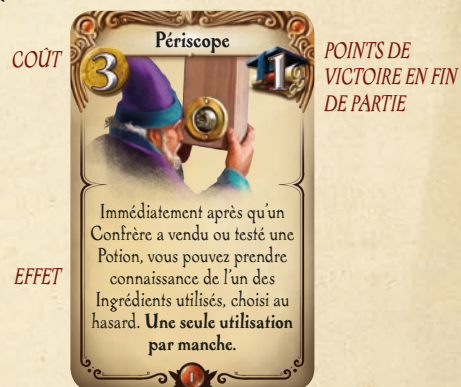 COÛT
Périscope
3
1
POINTS DE
VICTOIRE EN FIN
DE PARTIE
EFFET
Immédiatement après qu'un
Confrère a vendu ou testé une
Potion, vous pouvez prendre
connaissance de l'un des
Ingrédients utilisés, choisi au
hasard. Une seule utilisation
par manche.
1